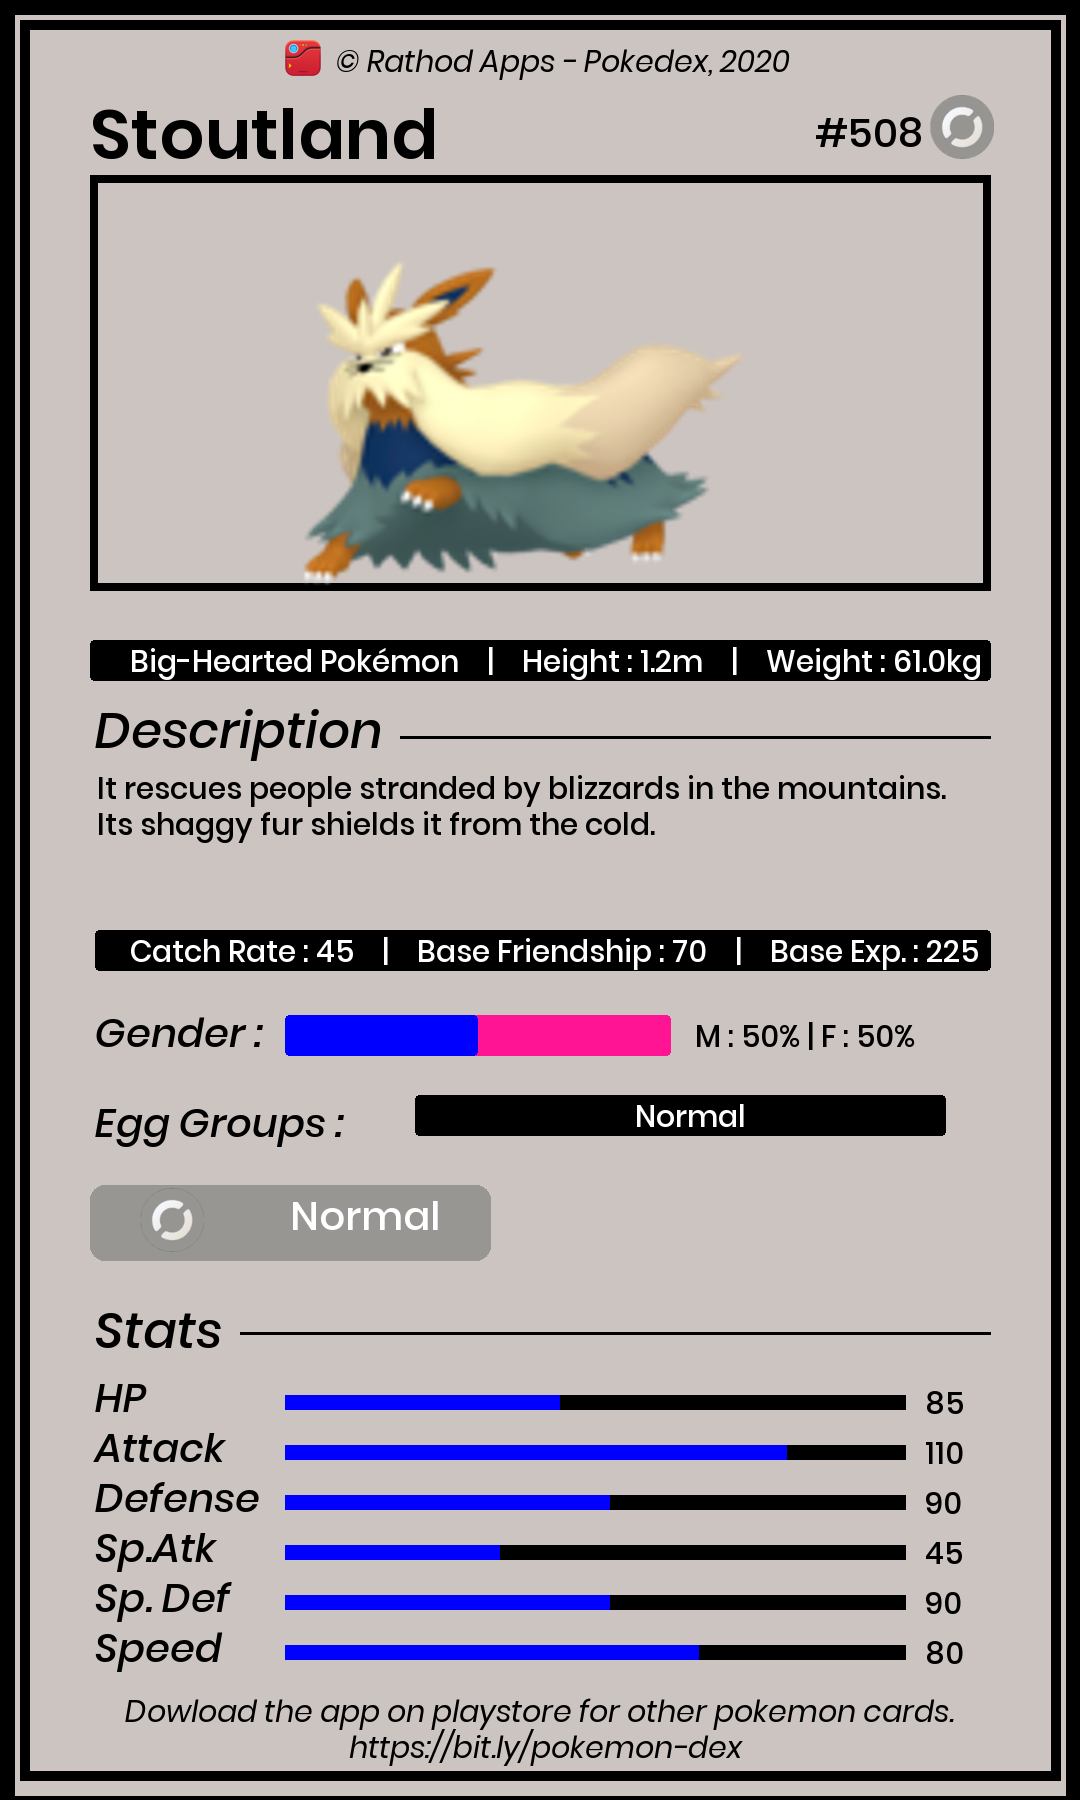 © Rathod Apps - Pokedex, 2020
Stoutland #508
Big-Hearted Pokémon | Height : 1.2m | Weight : 61.0kg
Description
It rescues people stranded by blizzards in the mountains.
Its shaggy fur shields it from the cold.
Catch Rate : 45 | Base Friendship : 70 | Base Exp. : 225
Gender : M : 50% | F : 50%
Egg Groups : Normal
Normal
Stats
HP 85
Attack 110
Defense 90
Sp.Atk 45
Sp. Def 90
Speed 80
Dowload the app on playstore for other pokemon cards.
https://bit.ly/pokemon-dex